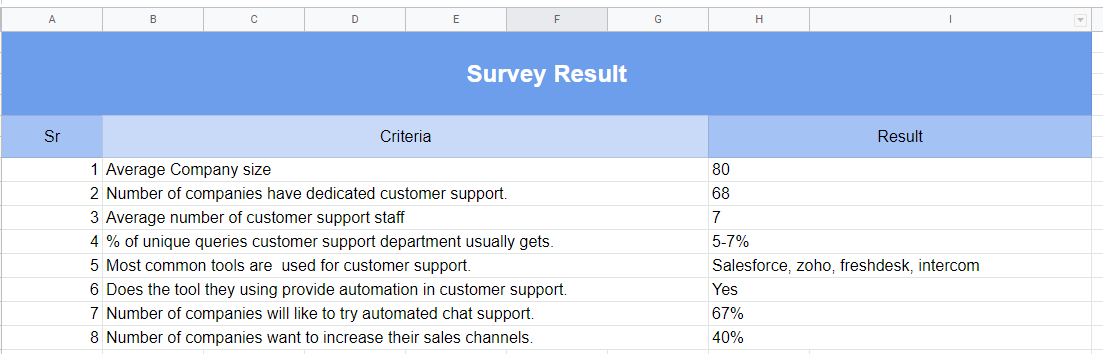 A B C D E F G H I
Survey Result
Sr Criteria Result
1 Average Company size 80
2 Number of companies have dedicated customer support. 68
3 Average number of customer support staff 7
4 % of unique queries customer support department usually gets. 5-7%
5 Most common tools are  used for customer support. Salesforce, zoho, freshdesk, intercom
6 Does the tool they using provide automation in customer support. Yes
7 Number of companies will like to try automated chat support. 67%
8 Number of companies want to increase their sales channels. 40%